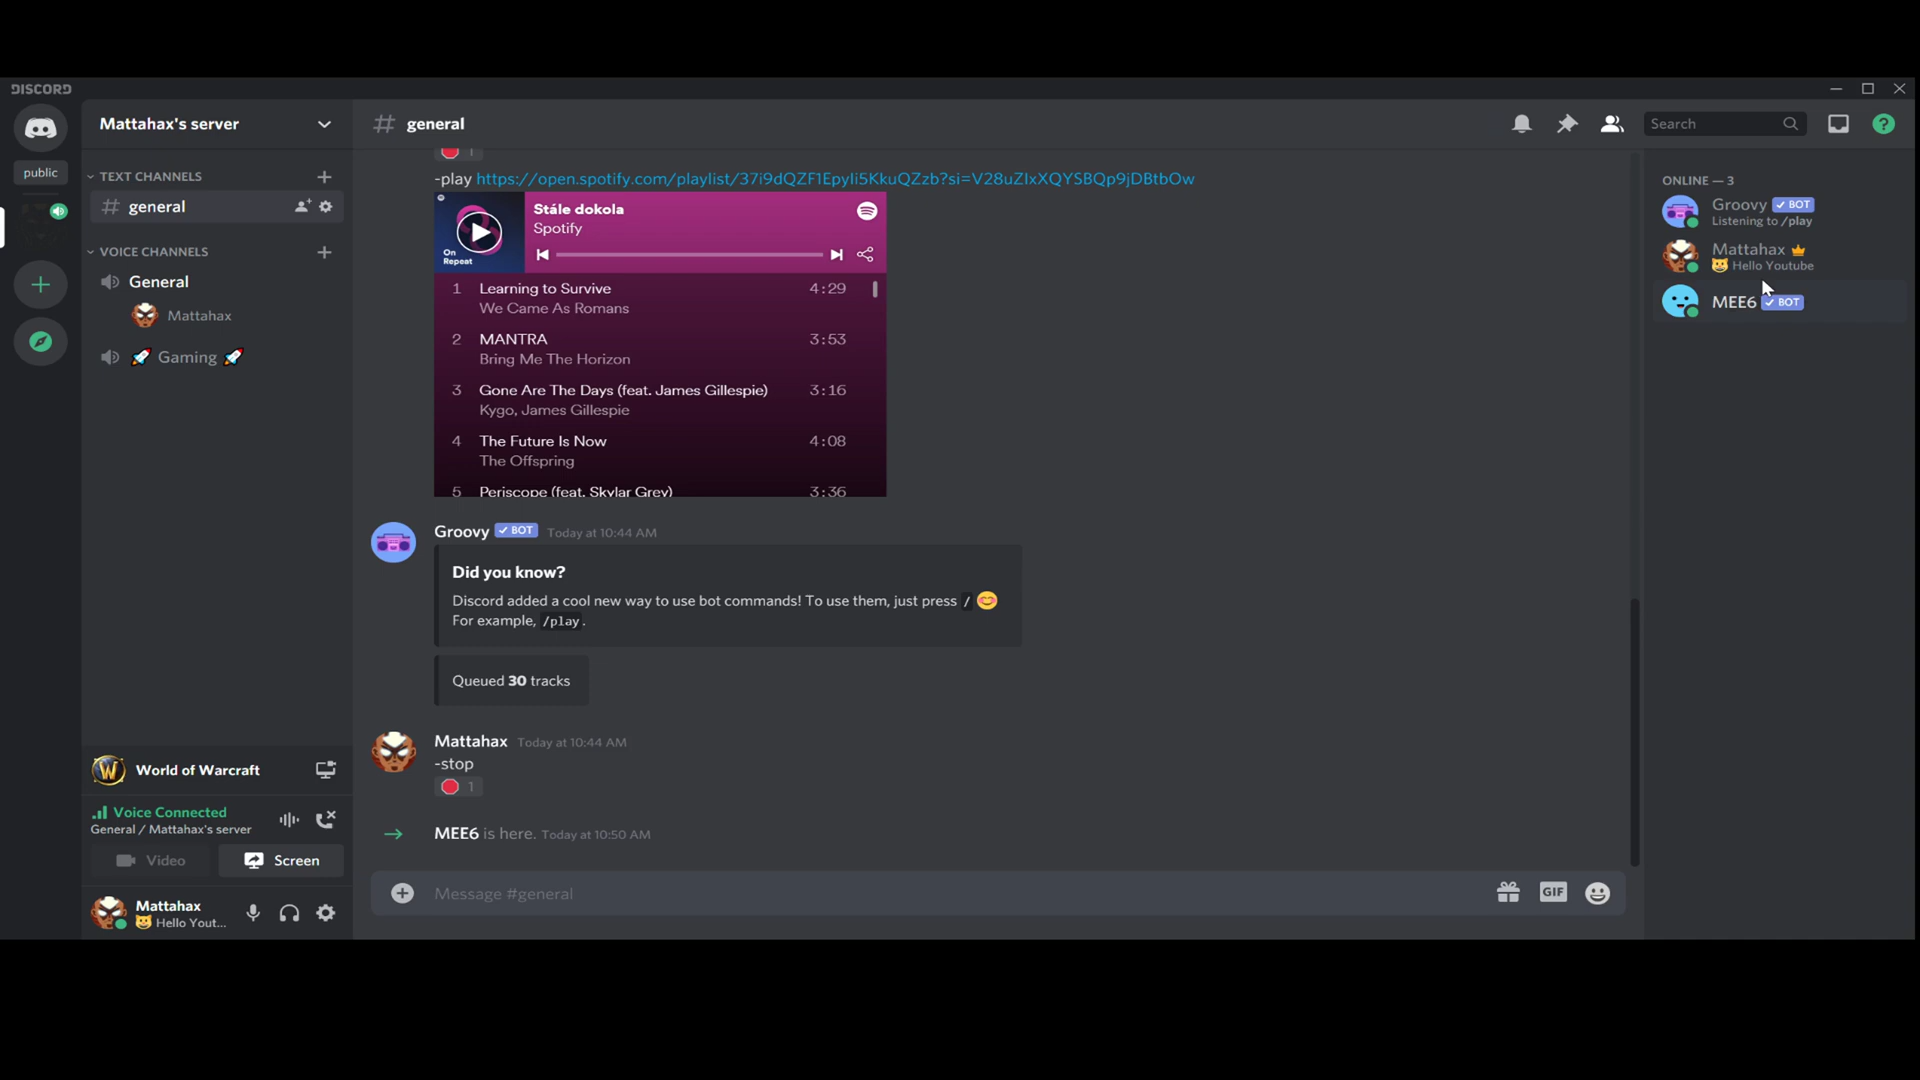 DISCORD
Mattahax's server
# general
Search
public
TEXT CHANNELS
# general
VOICE CHANNELS
General
Mattahax
🚀 Gaming 🚀
1
-play https://open.spotify.com/playlist/37i9dQZF1EpyIi5KkuQZzb?si=V28uZIxXQYSBQp9jDBtbOw
On
Repeat
Stále dokola
Spotify
1 Learning to Survive 4:29
We Came As Romans
2 MANTRA 3:53
Bring Me The Horizon
3 Gone Are The Days (feat. James Gillespie) 3:16
Kygo, James Gillespie
4 The Future Is Now 4:08
The Offspring
5 Periscope (feat. Skylar Grey) 3:36
Groovy ✓ BOT Today at 10:44 AM
Did you know?
Discord added a cool new way to use bot commands! To use them, just press / 😊
For example, /play.
Queued 30 tracks
Mattahax Today at 10:44 AM
-stop
1
MEE6 is here. Today at 10:50 AM
Message #general
GIF
ONLINE — 3
Groovy ✓ BOT
Listening to /play
Mattahax
Hello Youtube
MEE6 ✓ BOT
World of Warcraft
Voice Connected
General / Mattahax's server
Video
Screen
Mattahax
Hello Yout...